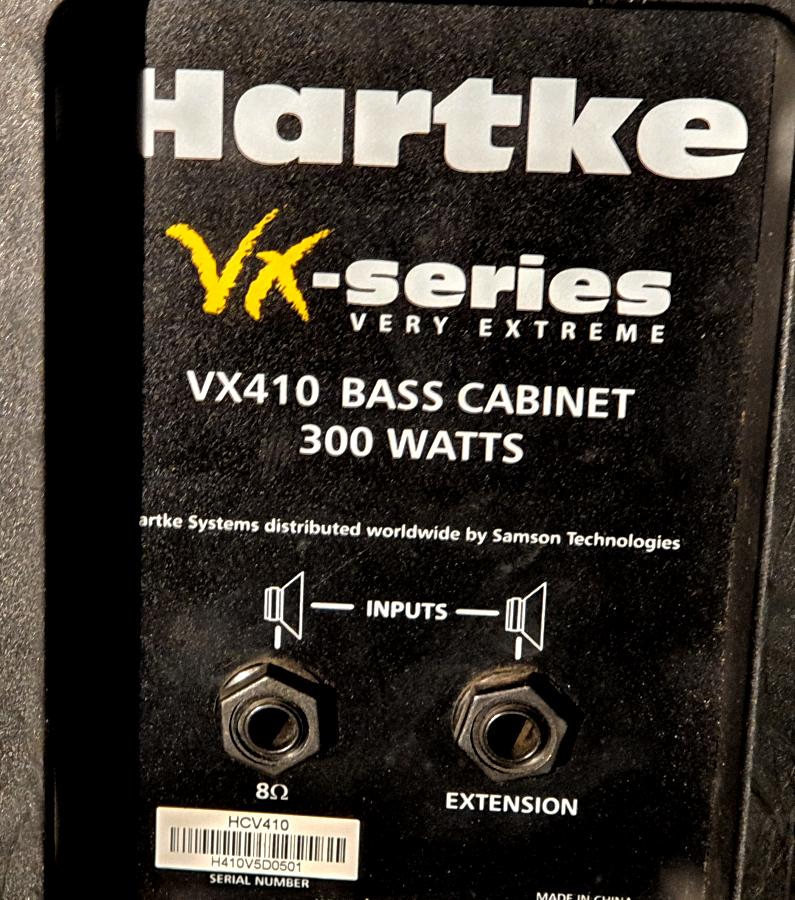 Hartke
VX-series
VERY EXTREME
VX410 BASS CABINET
300 WATTS
artke Systems distributed worldwide by Samson Technologies
INPUTS
8Ω
EXTENSION
HCV410
H410V5D0501
SERIAL NUMBER
MADE IN CHINA